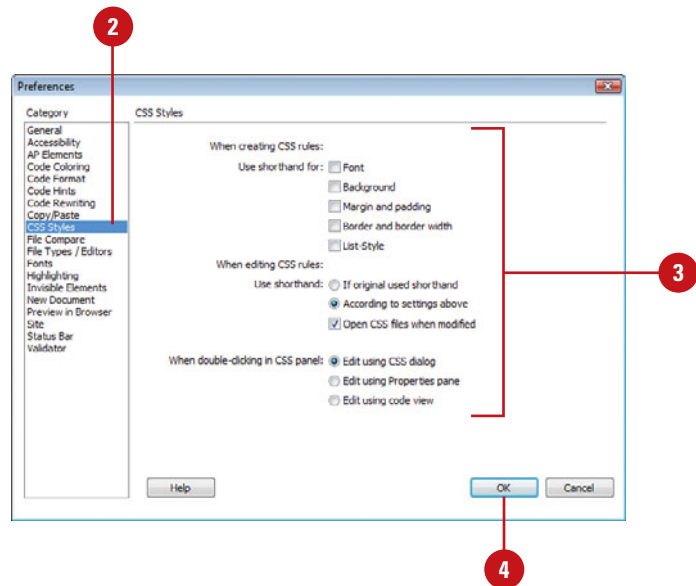 2
Preferences
Category
CSS Styles
General
Accessibility
AP Elements
Code Coloring
Code Format
Code Hints
Code Rewriting
Copy/Paste
CSS Styles
File Compare
File Types / Editors
Fonts
Highlighting
Invisible Elements
New Document
Preview in Browser
Site
Status Bar
Validator
When creating CSS rules:
Use shorthand for: Font
Background
Margin and padding
Border and border width
List-Style
When editing CSS rules:
Use shorthand: If original used shorthand
According to settings above
Open CSS files when modified
When double-clicking in CSS panel: Edit using CSS dialog
Edit using Properties pane
Edit using code view
3
Help OK Cancel
4